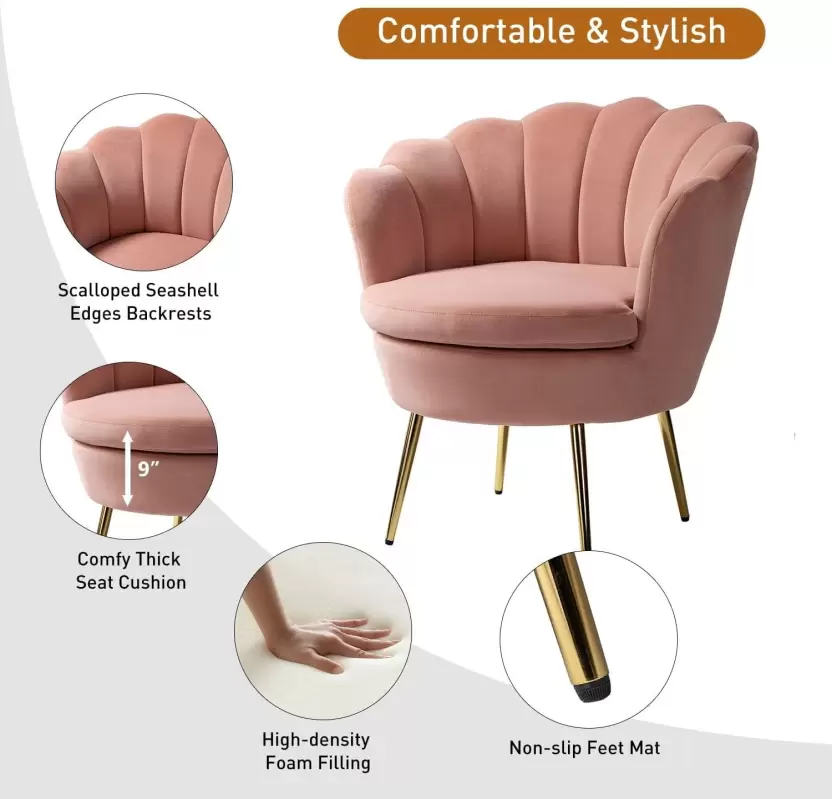 Comfortable & Stylish
Scalloped Seashell
Edges Backrests
9”
Comfy Thick
Seat Cushion
High-density
Foam Filling
Non-slip Feet Mat